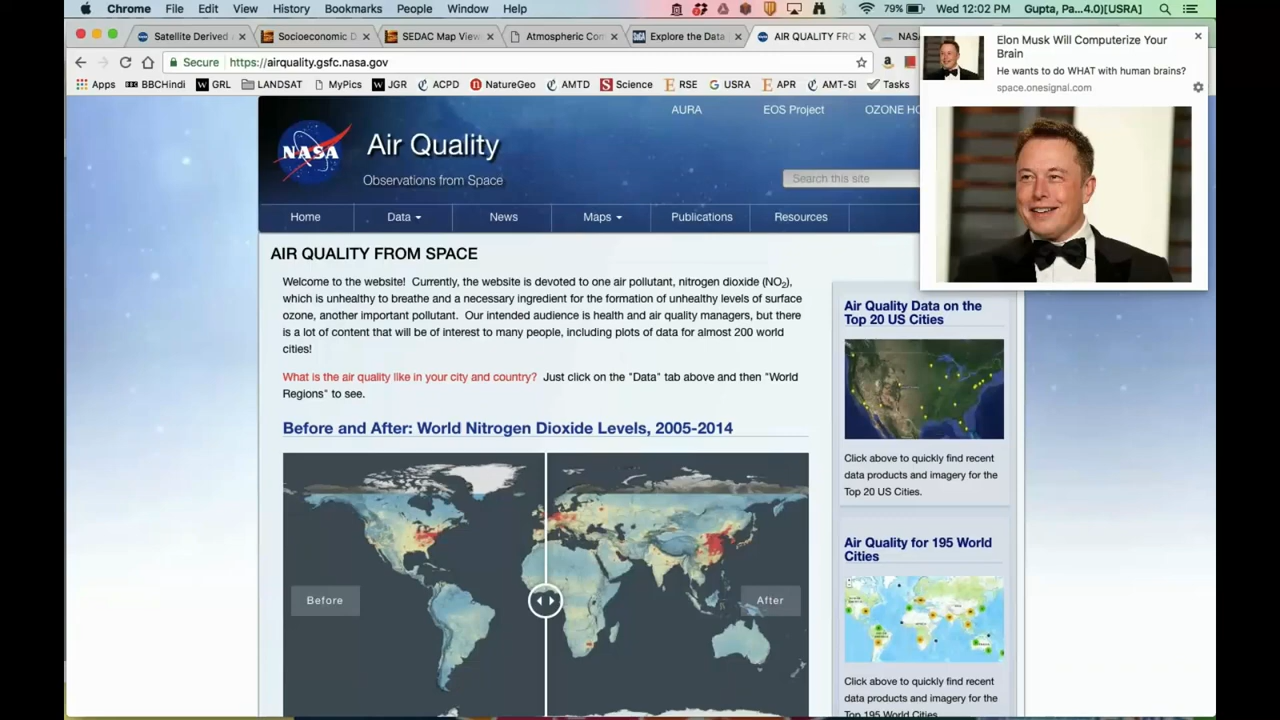 Chrome File Edit View History Bookmarks People Window Help 79% Wed 12:02 PM Gupta, Pa...4.0)[USRA]
Satellite Derived Socioeconomic D SEDAC Map View Atmospheric Com Explore the Data AIR QUALITY FRO NASA
Secure https://airquality.gsfc.nasa.gov
Apps BBCHindi GRL LANDSAT MyPics JGR ACPD NatureGeo AMTD Science RSE USRA APR AMT-SI Tasks
Elon Musk Will Computerize Your
Brain
He wants to do WHAT with human brains?
space.onesignal.com
AURA EOS Project OZONE HO
NASA
Air Quality
Observations from Space
Search this site
Home Data News Maps Publications Resources
AIR QUALITY FROM SPACE
Welcome to the website! Currently, the website is devoted to one air pollutant, nitrogen dioxide (NO2),
which is unhealthy to breathe and a necessary ingredient for the formation of unhealthy levels of surface
ozone, another important pollutant. Our intended audience is health and air quality managers, but there
is a lot of content that will be of interest to many people, including plots of data for almost 200 world
cities!
What is the air quality like in your city and country? Just click on the "Data" tab above and then "World
Regions" to see.
Before and After: World Nitrogen Dioxide Levels, 2005-2014
Before
After
Air Quality Data on the
Top 20 US Cities
Click above to quickly find recent
data products and imagery for the
Top 20 US Cities.
Air Quality for 195 World
Cities
Click above to quickly find recent
data products and imagery for the
Top 195 World Cities.